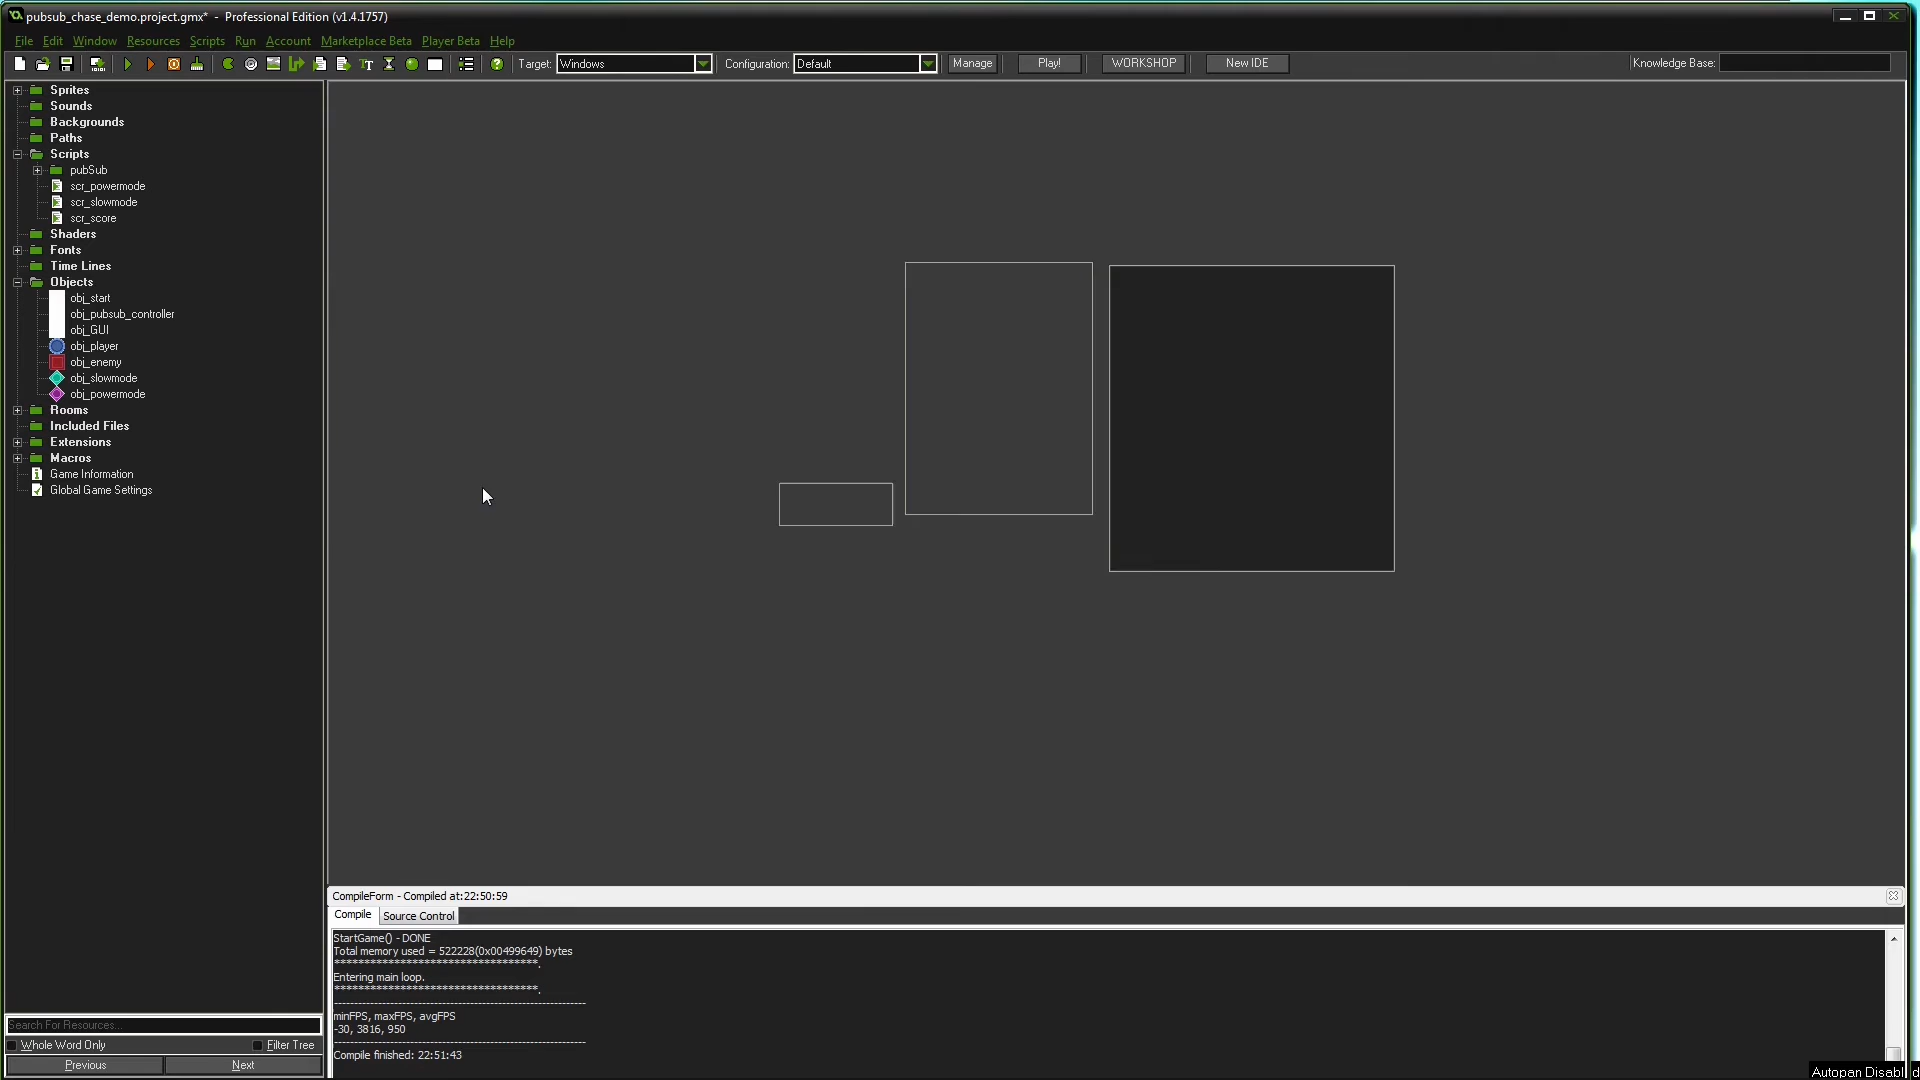 pubsub_chase_demo.project.gmx* - Professional Edition (v1.4.1757)
File Edit Window Resources Scripts Run Account Marketplace Beta Player Beta Help
Target: Windows Configuration: Default Manage Play! WORKSHOP New IDE Knowledge Base:
Sprites
Sounds
Backgrounds
Paths
Scripts
pubSub
scr_powermode
scr_slowmode
scr_score
Shaders
Fonts
Time Lines
Objects
obj_start
obj_pubsub_controller
obj_GUI
obj_player
obj_enemy
obj_slowmode
obj_powermode
Rooms
Included Files
Extensions
Macros
Game Information
Global Game Settings
Search For Resources...
Whole Word Only Filter Tree
Previous Next
CompileForm - Compiled at:22:50:59
Compile Source Control
StartGame() - DONE
Total memory used = 522228(0x00499649) bytes
**********************************.
Entering main loop.
**********************************.
---------------------------------------------------------------
minFPS, maxFPS, avgFPS
-30, 3816, 950
---------------------------------------------------------------
Compile finished: 22:51:43
Autopan Disabl d